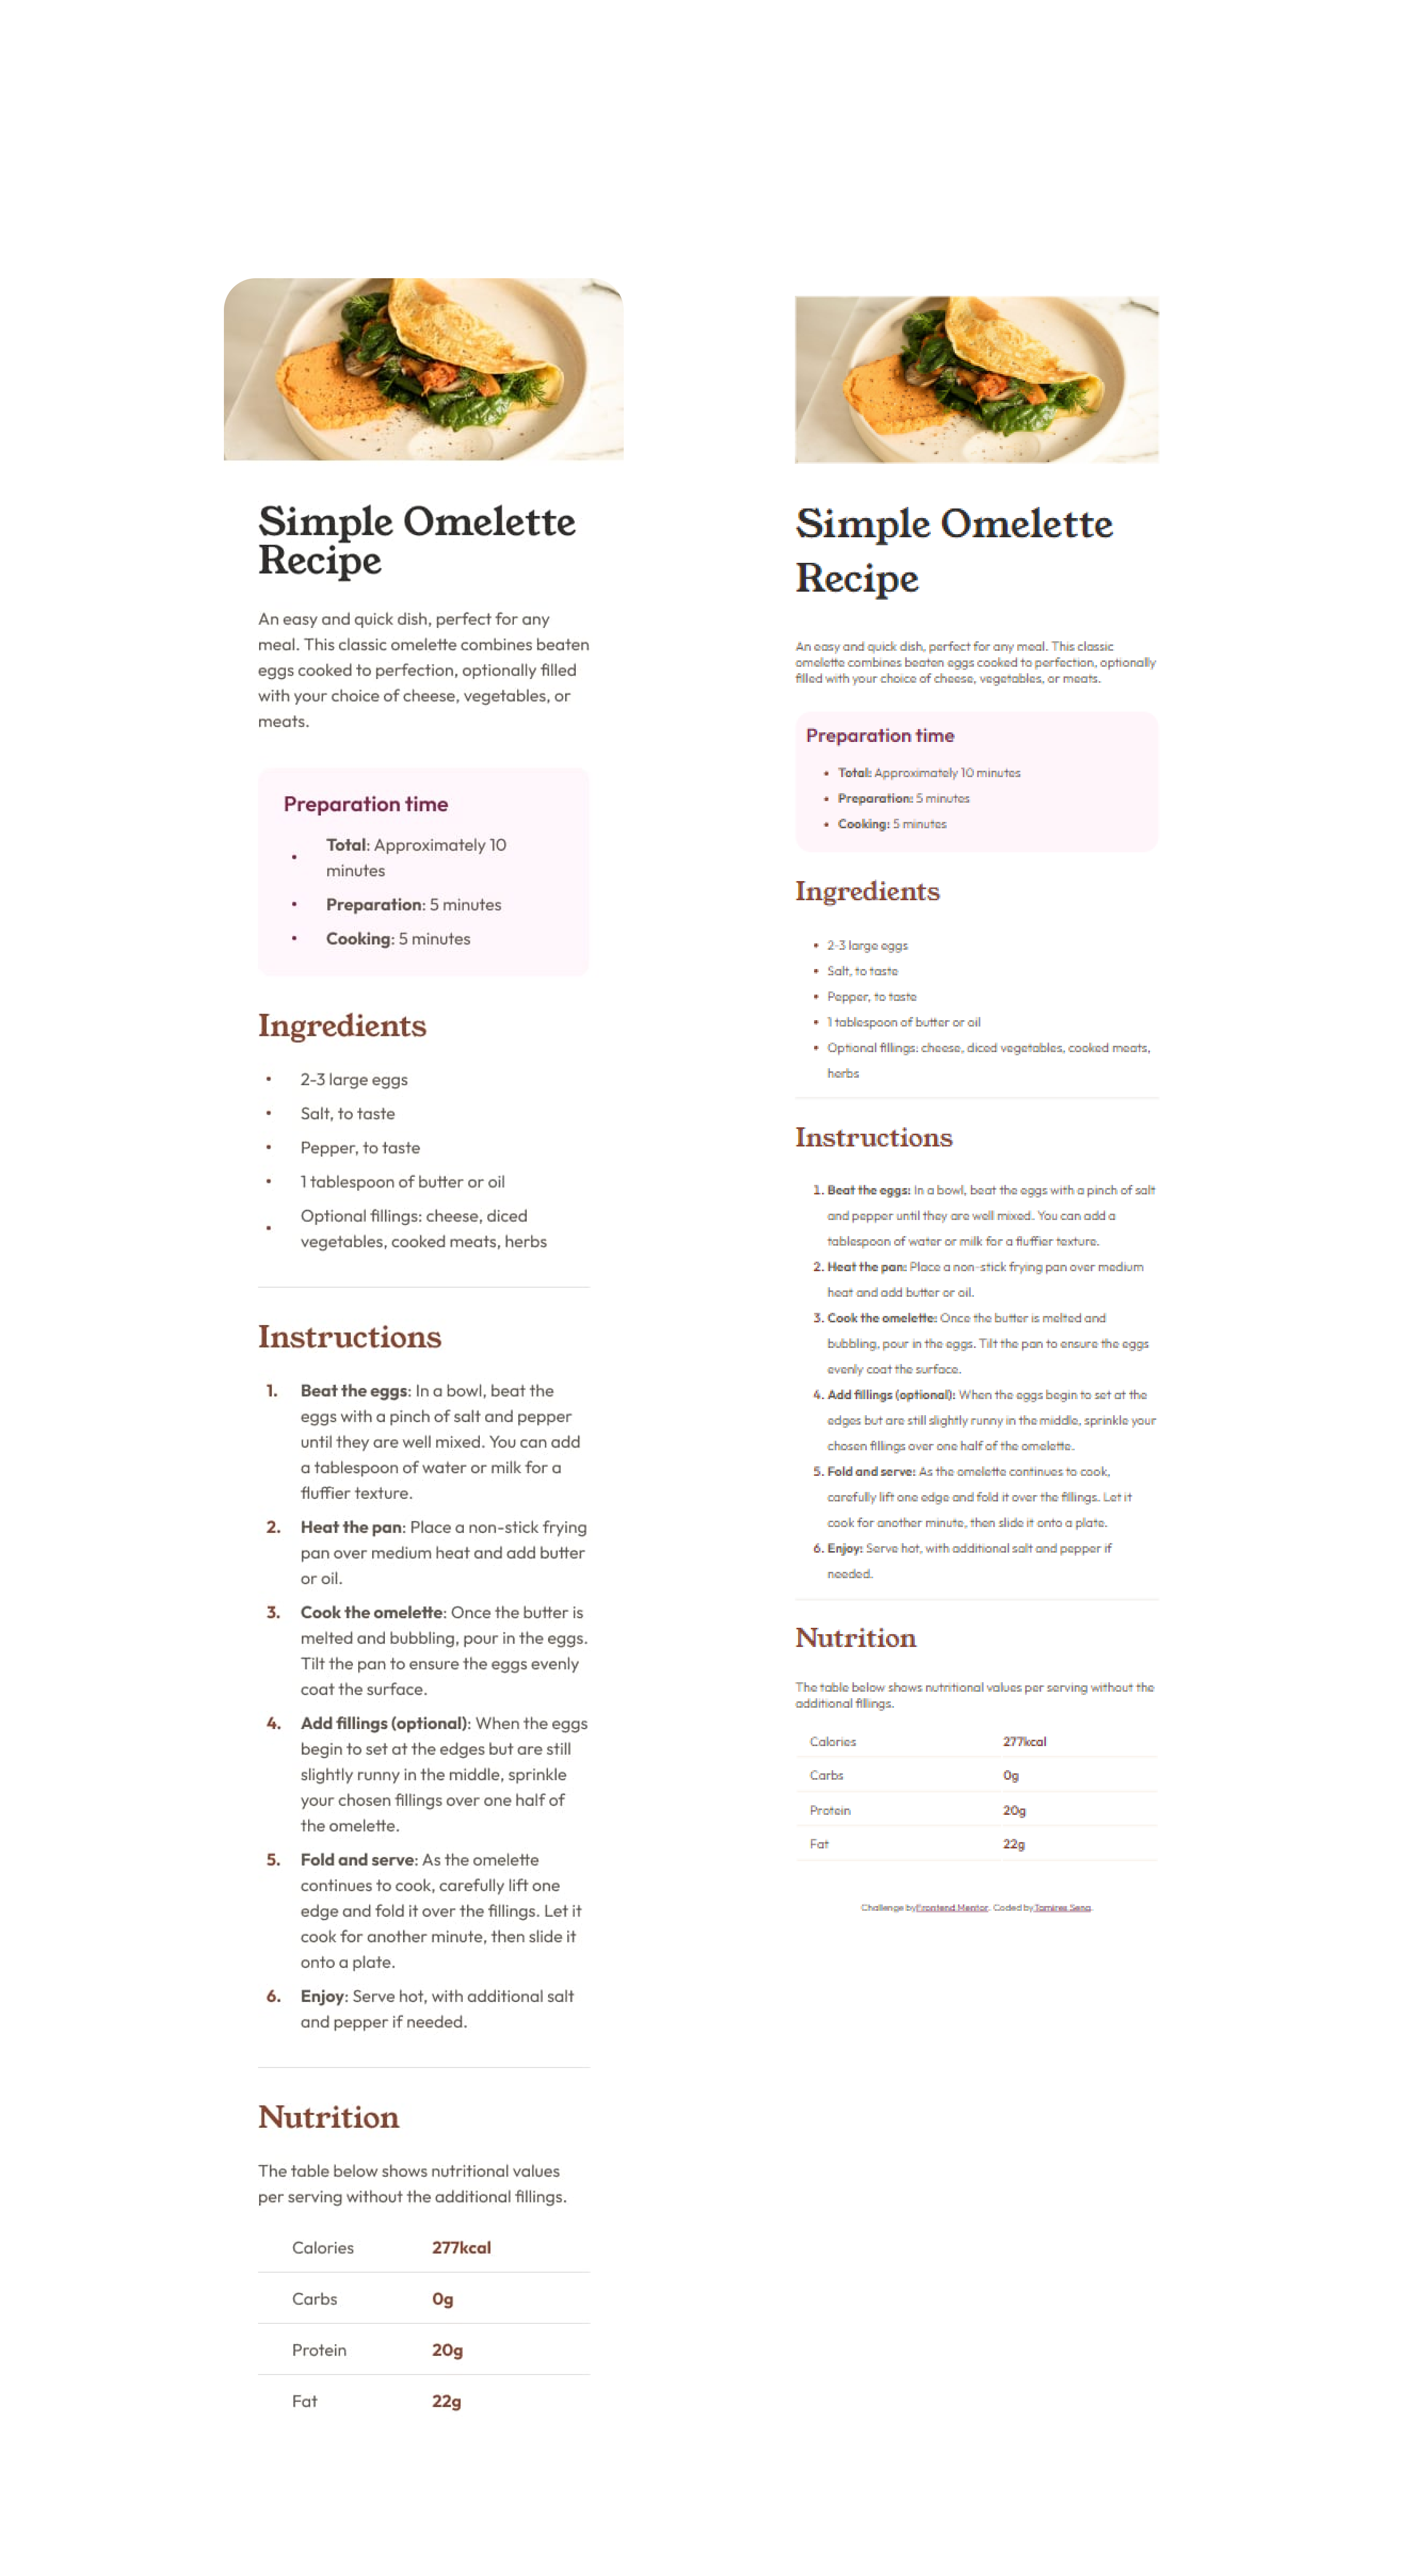 Simple Omelette
Recipe
An easy and quick dish, perfect for any
meal. This classic omelette combines beaten
eggs cooked to perfection, optionally filled
with your choice of cheese, vegetables, or
meats.
Preparation time
• Total: Approximately 10
minutes
• Preparation: 5 minutes
• Cooking: 5 minutes
Ingredients
• 2-3 large eggs
• Salt, to taste
• Pepper, to taste
• 1 tablespoon of butter or oil
• Optional fillings: cheese, diced
vegetables, cooked meats, herbs
Instructions
1. Beat the eggs: In a bowl, beat the
eggs with a pinch of salt and pepper
until they are well mixed. You can add
a tablespoon of water or milk for a
fluffier texture.
2. Heat the pan: Place a non-stick frying
pan over medium heat and add butter
or oil.
3. Cook the omelette: Once the butter is
melted and bubbling, pour in the eggs.
Tilt the pan to ensure the eggs evenly
coat the surface.
4. Add fillings (optional): When the eggs
begin to set at the edges but are still
slightly runny in the middle, sprinkle
your chosen fillings over one half of
the omelette.
5. Fold and serve: As the omelette
continues to cook, carefully lift one
edge and fold it over the fillings. Let it
cook for another minute, then slide it
onto a plate.
6. Enjoy: Serve hot, with additional salt
and pepper if needed.
Nutrition
The table below shows nutritional values
per serving without the additional fillings.
Calories 277kcal
Carbs 0g
Protein 20g
Fat 22g
Simple Omelette
Recipe
An easy and quick dish, perfect for any meal. This classic
omelette combines beaten eggs cooked to perfection, optionally
filled with your choice of cheese, vegetables, or meats.
Preparation time
• Total: Approximately 10 minutes
• Preparation: 5 minutes
• Cooking: 5 minutes
Ingredients
• 2-3 large eggs
• Salt, to taste
• Pepper, to taste
• 1 tablespoon of butter or oil
• Optional fillings: cheese, diced vegetables, cooked meats,
herbs
Instructions
1. Beat the eggs: In a bowl, beat the eggs with a pinch of salt
and pepper until they are well mixed. You can add a
tablespoon of water or milk for a fluffier texture.
2. Heat the pan: Place a non-stick frying pan over medium
heat and add butter or oil.
3. Cook the omelette: Once the butter is melted and
bubbling, pour in the eggs. Tilt the pan to ensure the eggs
evenly coat the surface.
4. Add fillings (optional): When the eggs begin to set at the
edges but are still slightly runny in the middle, sprinkle your
chosen fillings over one half of the omelette.
5. Fold and serve: As the omelette continues to cook,
carefully lift one edge and fold it over the fillings. Let it
cook for another minute, then slide it onto a plate.
6. Enjoy: Serve hot, with additional salt and pepper if
needed.
Nutrition
The table below shows nutritional values per serving without the
additional fillings.
Calories 277kcal
Carbs 0g
Protein 20g
Fat 22g
Challenge by Frontend Mentor. Coded by Tamires Sena.